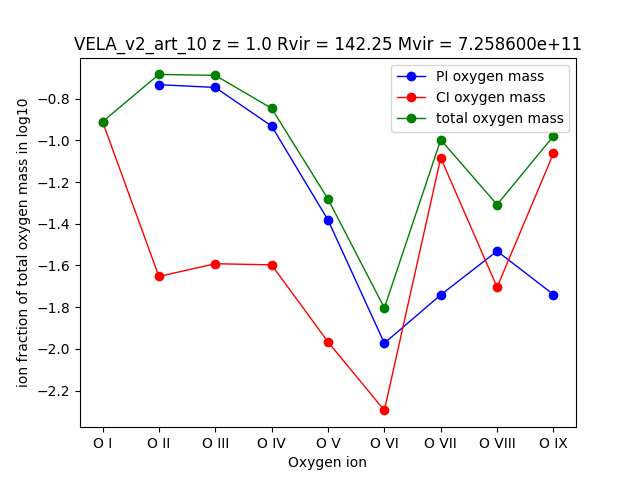 VELA_v2_art_10 z = 1.0 Rvir = 142.25 Mvir = 7.258600e+11
PI oxygen mass
CI oxygen mass
total oxygen mass
ion fraction of total oxygen mass in log10
−0.8
−1.0
−1.2
−1.4
−1.6
−1.8
−2.0
−2.2
O I O II O III O IV O V O VI O VII O VIII O IX
Oxygen ion